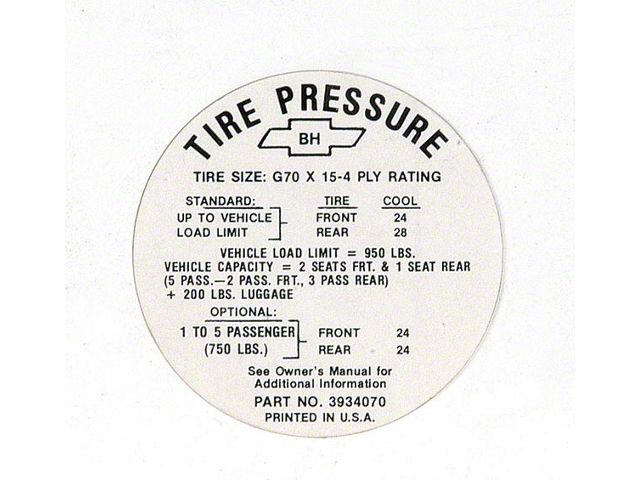 TIRE PRESSURE
BH
TIRE SIZE: G70 X 15-4 PLY RATING
STANDARD: TIRE COOL
UP TO VEHICLE FRONT 24
LOAD LIMIT REAR 28
VEHICLE LOAD LIMIT = 950 LBS.
VEHICLE CAPACITY = 2 SEATS FRT. & 1 SEAT REAR
(5 PASS.—2 PASS. FRT., 3 PASS REAR)
+ 200 LBS. LUGGAGE
OPTIONAL:
1 TO 5 PASSENGER FRONT 24
(750 LBS.) REAR 24
See Owner's Manual for
Additional Information
PART NO. 3934070
PRINTED IN U.S.A.